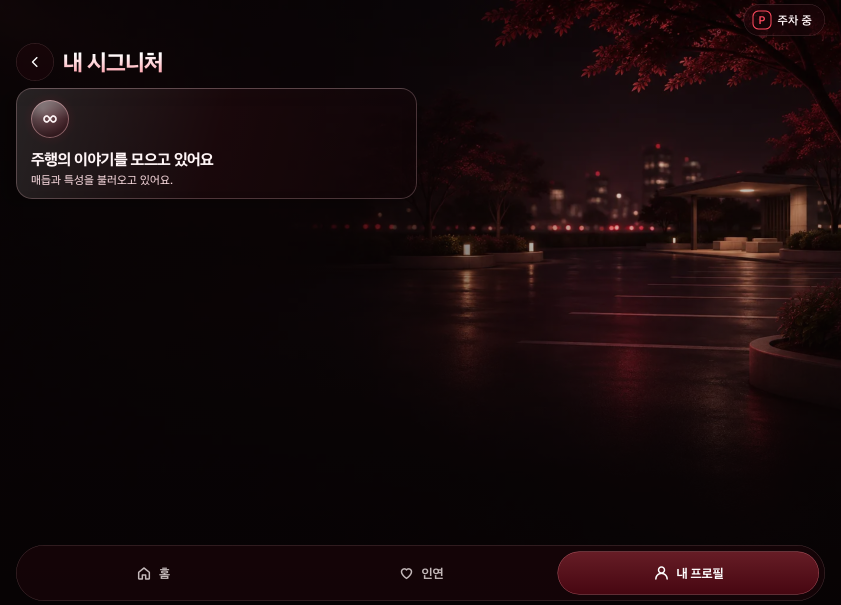 P 주차 중
내 시그니처
∞
주행의 이야기를 모으고 있어요
매듭과 특성을 불러오고 있어요.
홈
인연
내 프로필